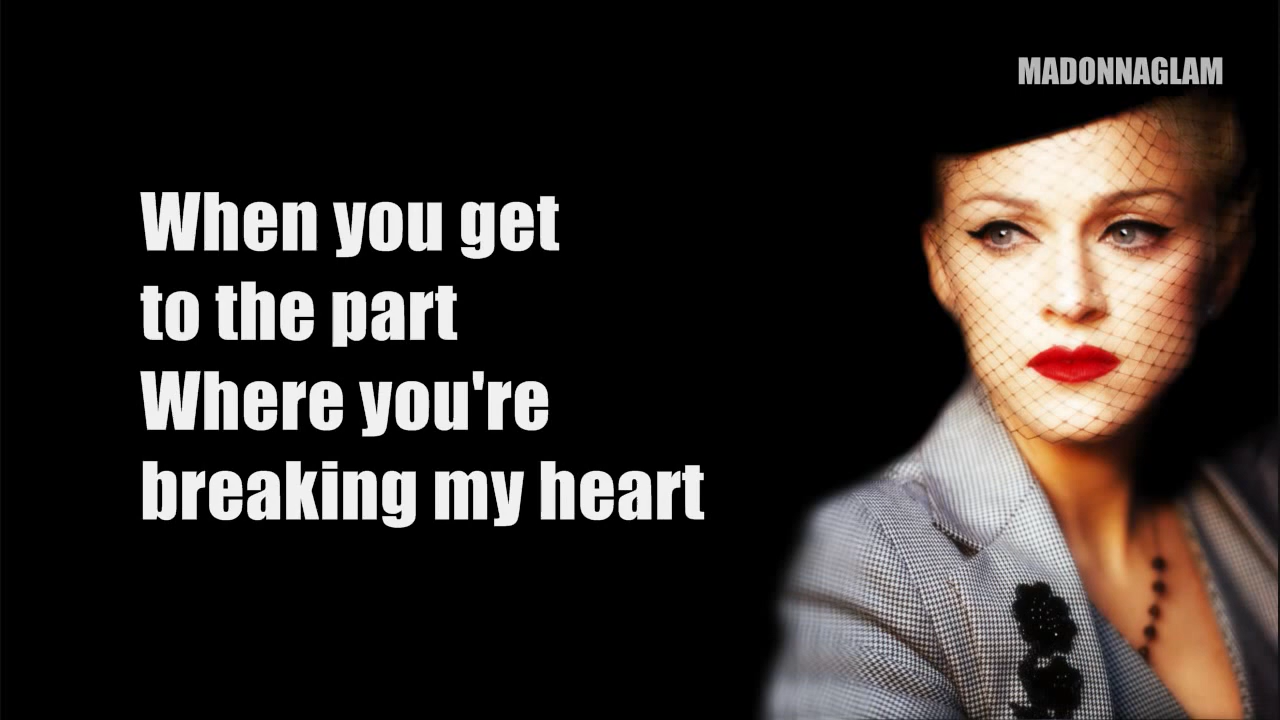 MADONNAGLAM
When you get
to the part
Where you're
breaking my heart